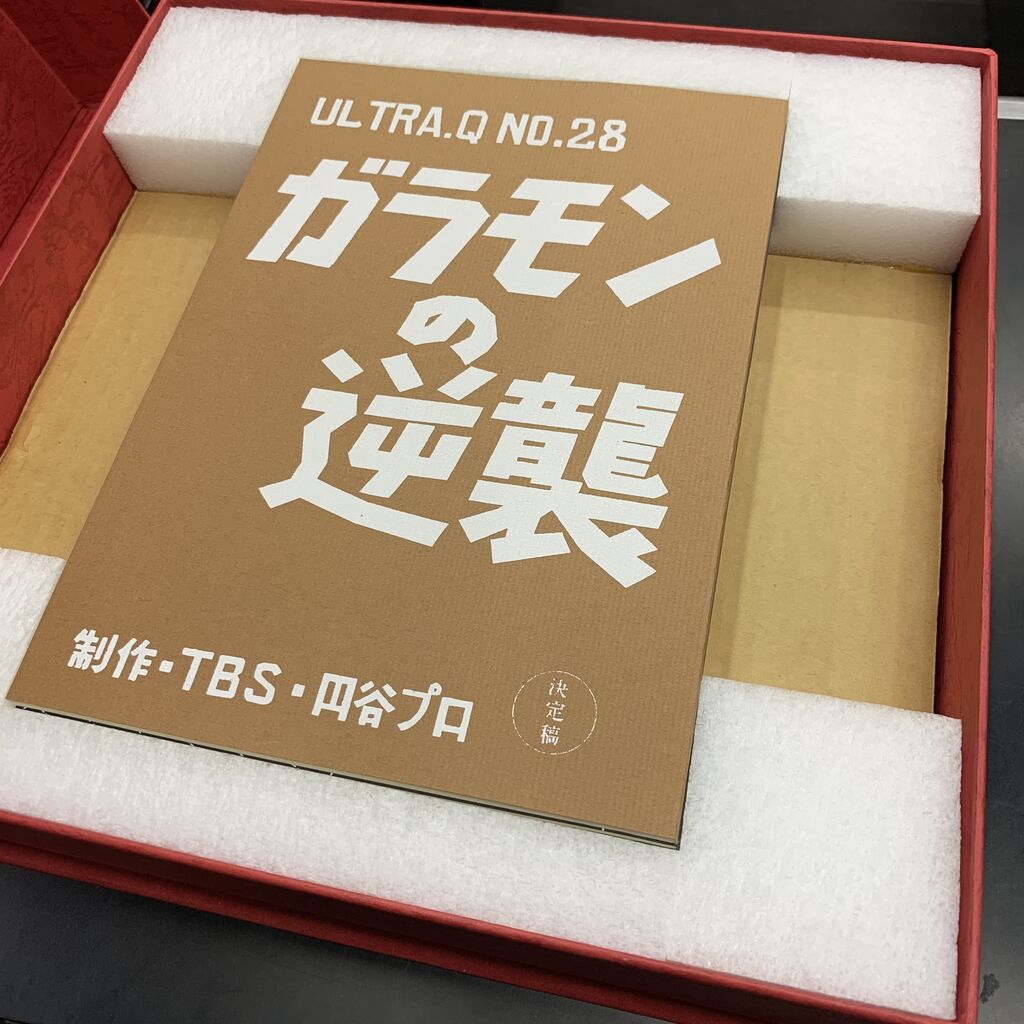 ULTRA.Q NO.28
ガラモン
の
逆襲
制作・TBS・円谷プロ
決定稿